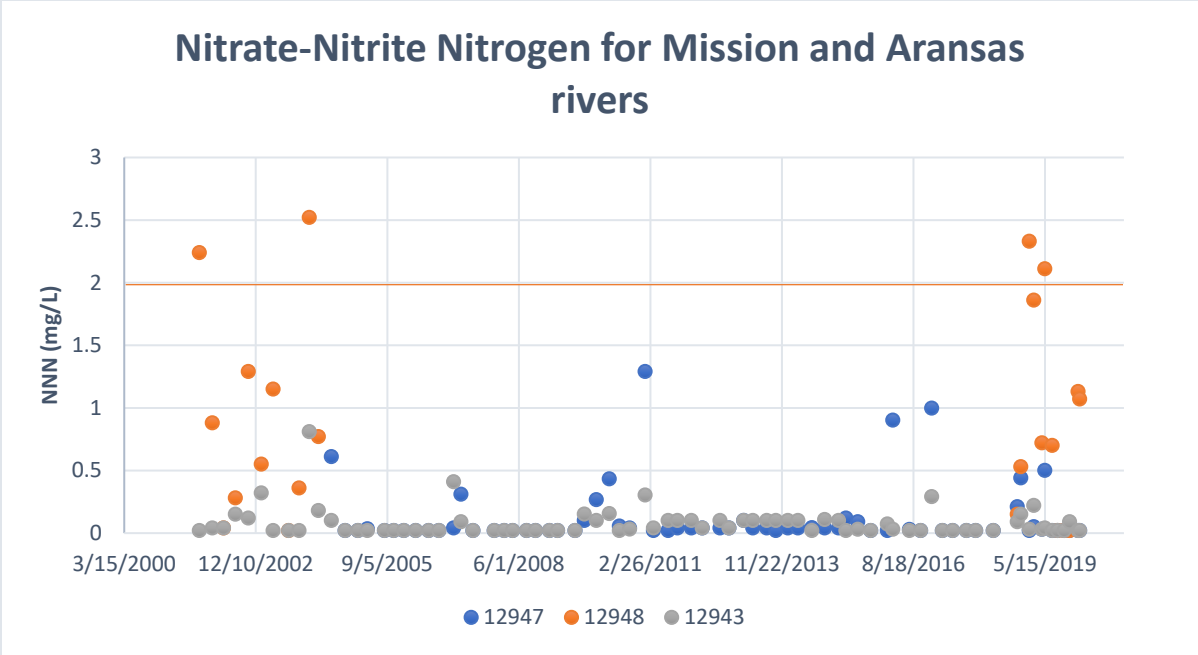 Nitrate-Nitrite Nitrogen for Mission and Aransas
rivers
NNN (mg/L)
3
2.5
2
1.5
1
0.5
0
3/15/2000 12/10/2002 9/5/2005 6/1/2008 2/26/2011 11/22/2013 8/18/2016 5/15/2019
12947 12948 12943